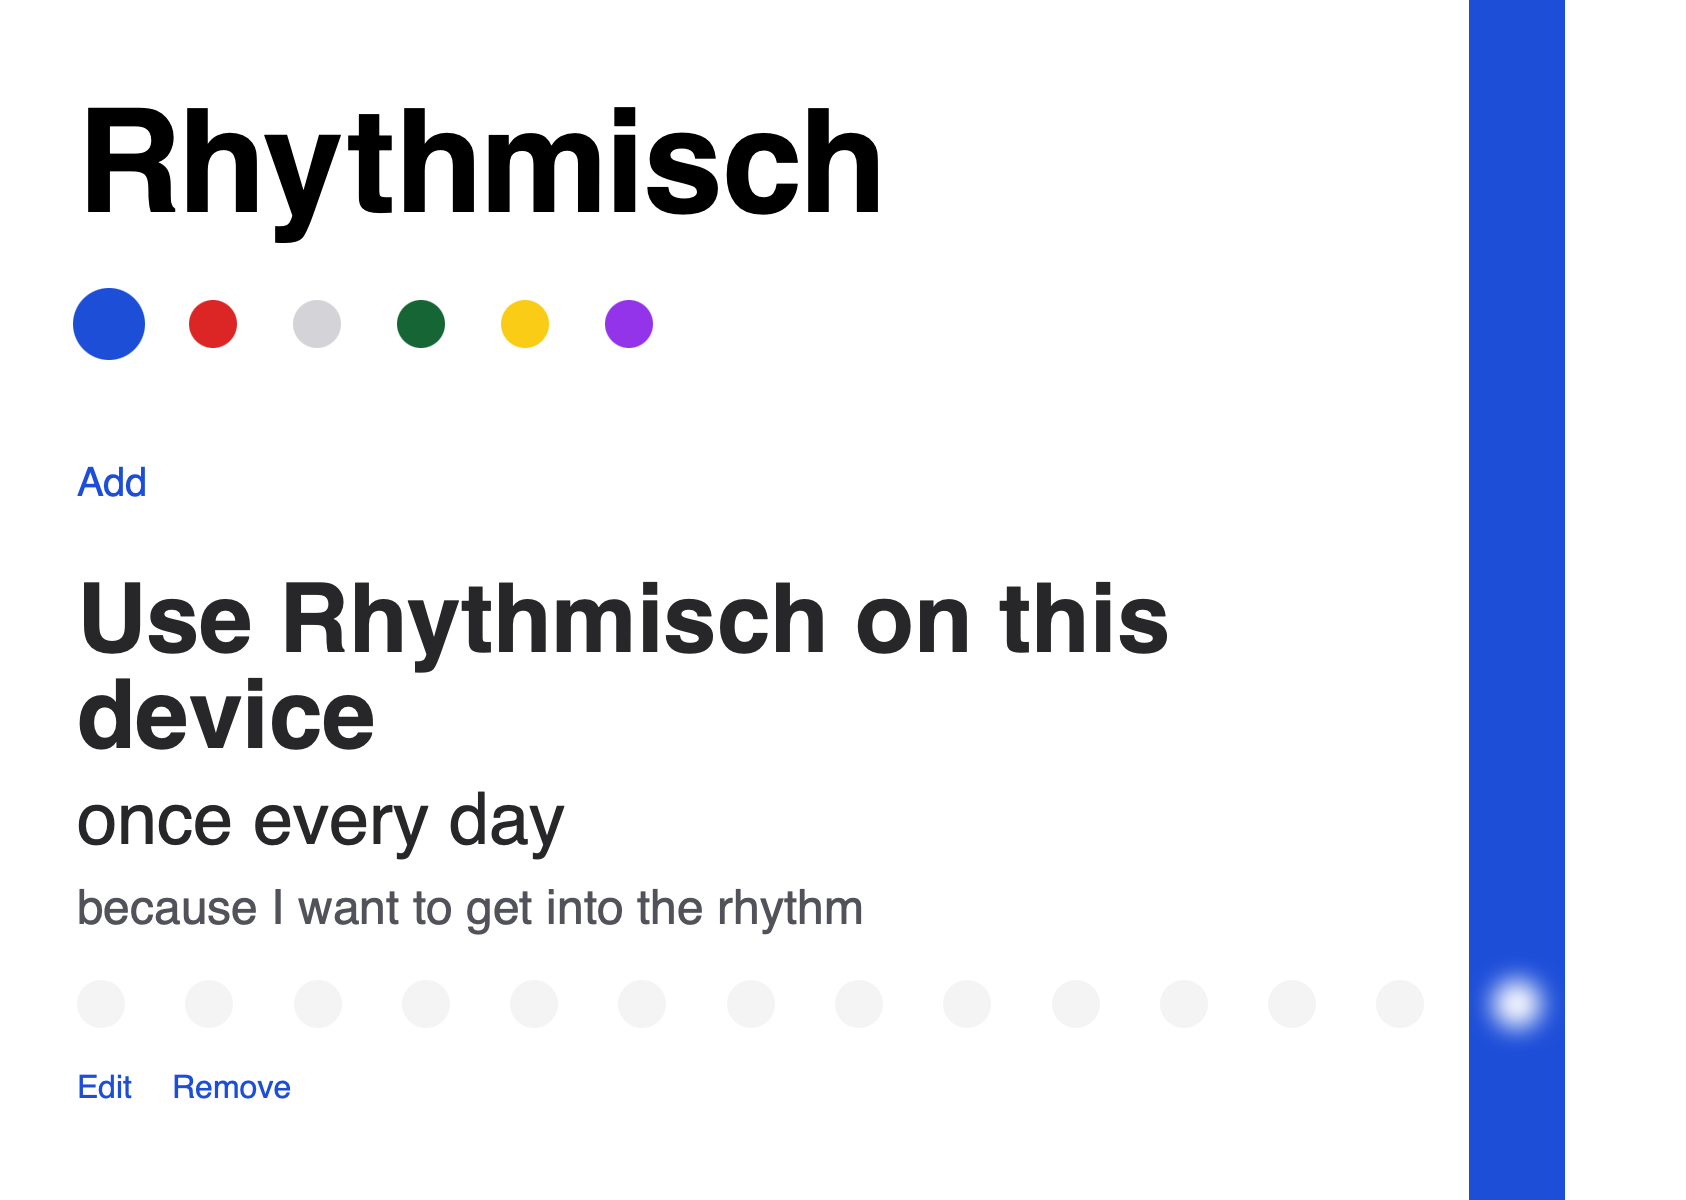 Rhythmisch
Add
Use Rhythmisch on this
device
once every day
because I want to get into the rhythm
Edit Remove